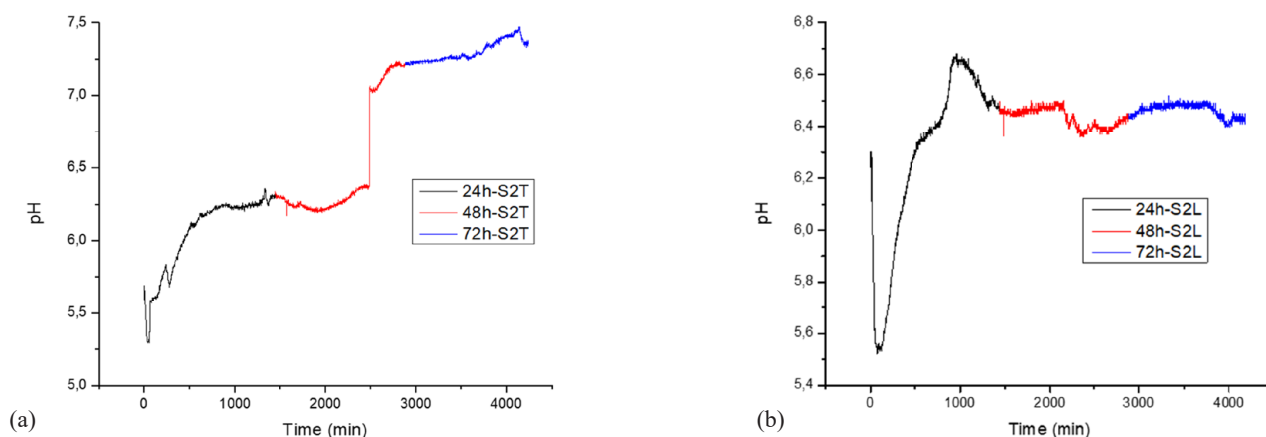 7,5
7,0
6,5
6,0
5,5
5,0
pH
0 1000 2000 3000 4000
Time (min)
24h-S2T
48h-S2T
72h-S2T
(a)
6,8
6,6
6,4
6,2
6,0
5,8
5,6
5,4
pH
0 1000 2000 3000 4000
Time (min)
24h-S2L
48h-S2L
72h-S2L
(b)